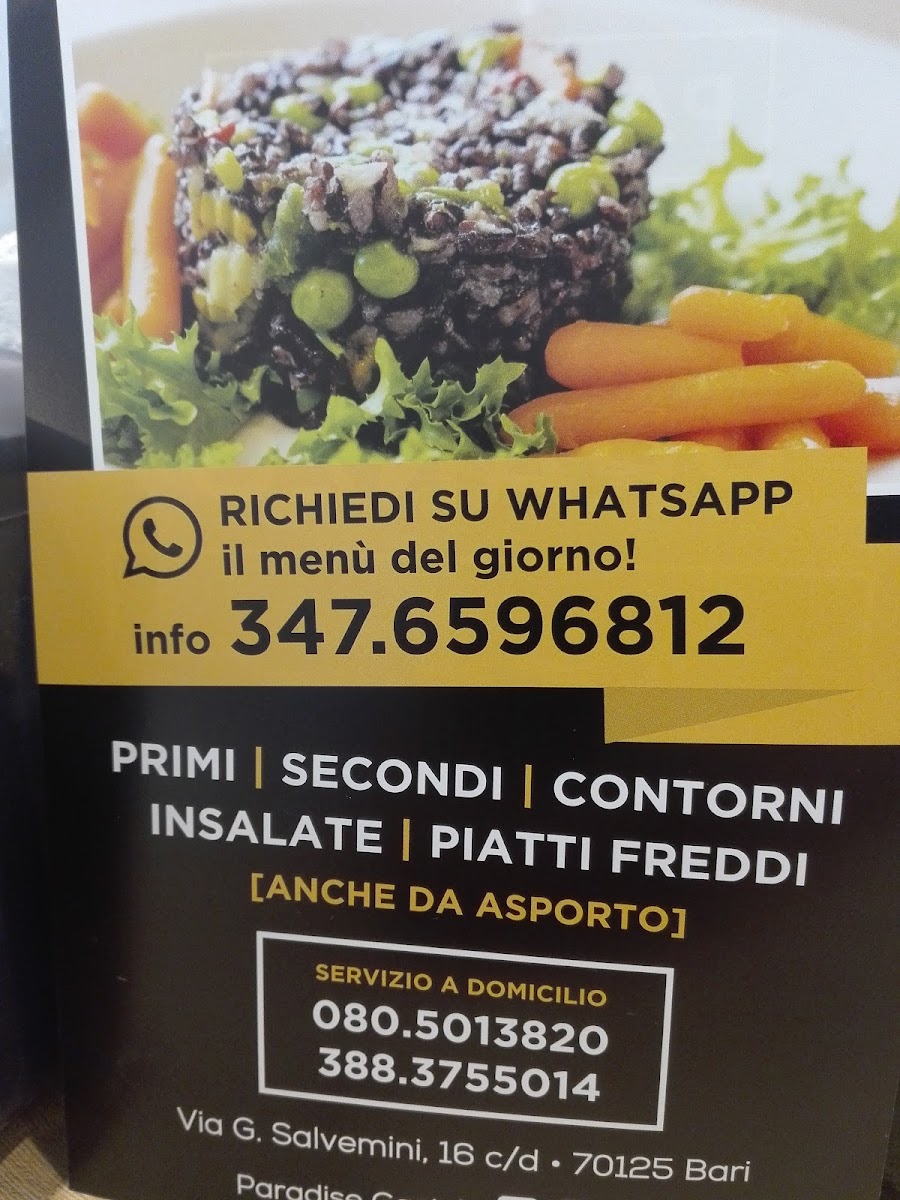 RICHIEDI SU WHATSAPP
il menù del giorno!
info 347.6596812
PRIMI | SECONDI | CONTORNI
INSALATE | PIATTI FREDDI
[ANCHE DA ASPORTO]
SERVIZIO A DOMICILIO
080.5013820
388.3755014
Via G. Salvemini, 16 c/d • 70125 Bari
Paradiso